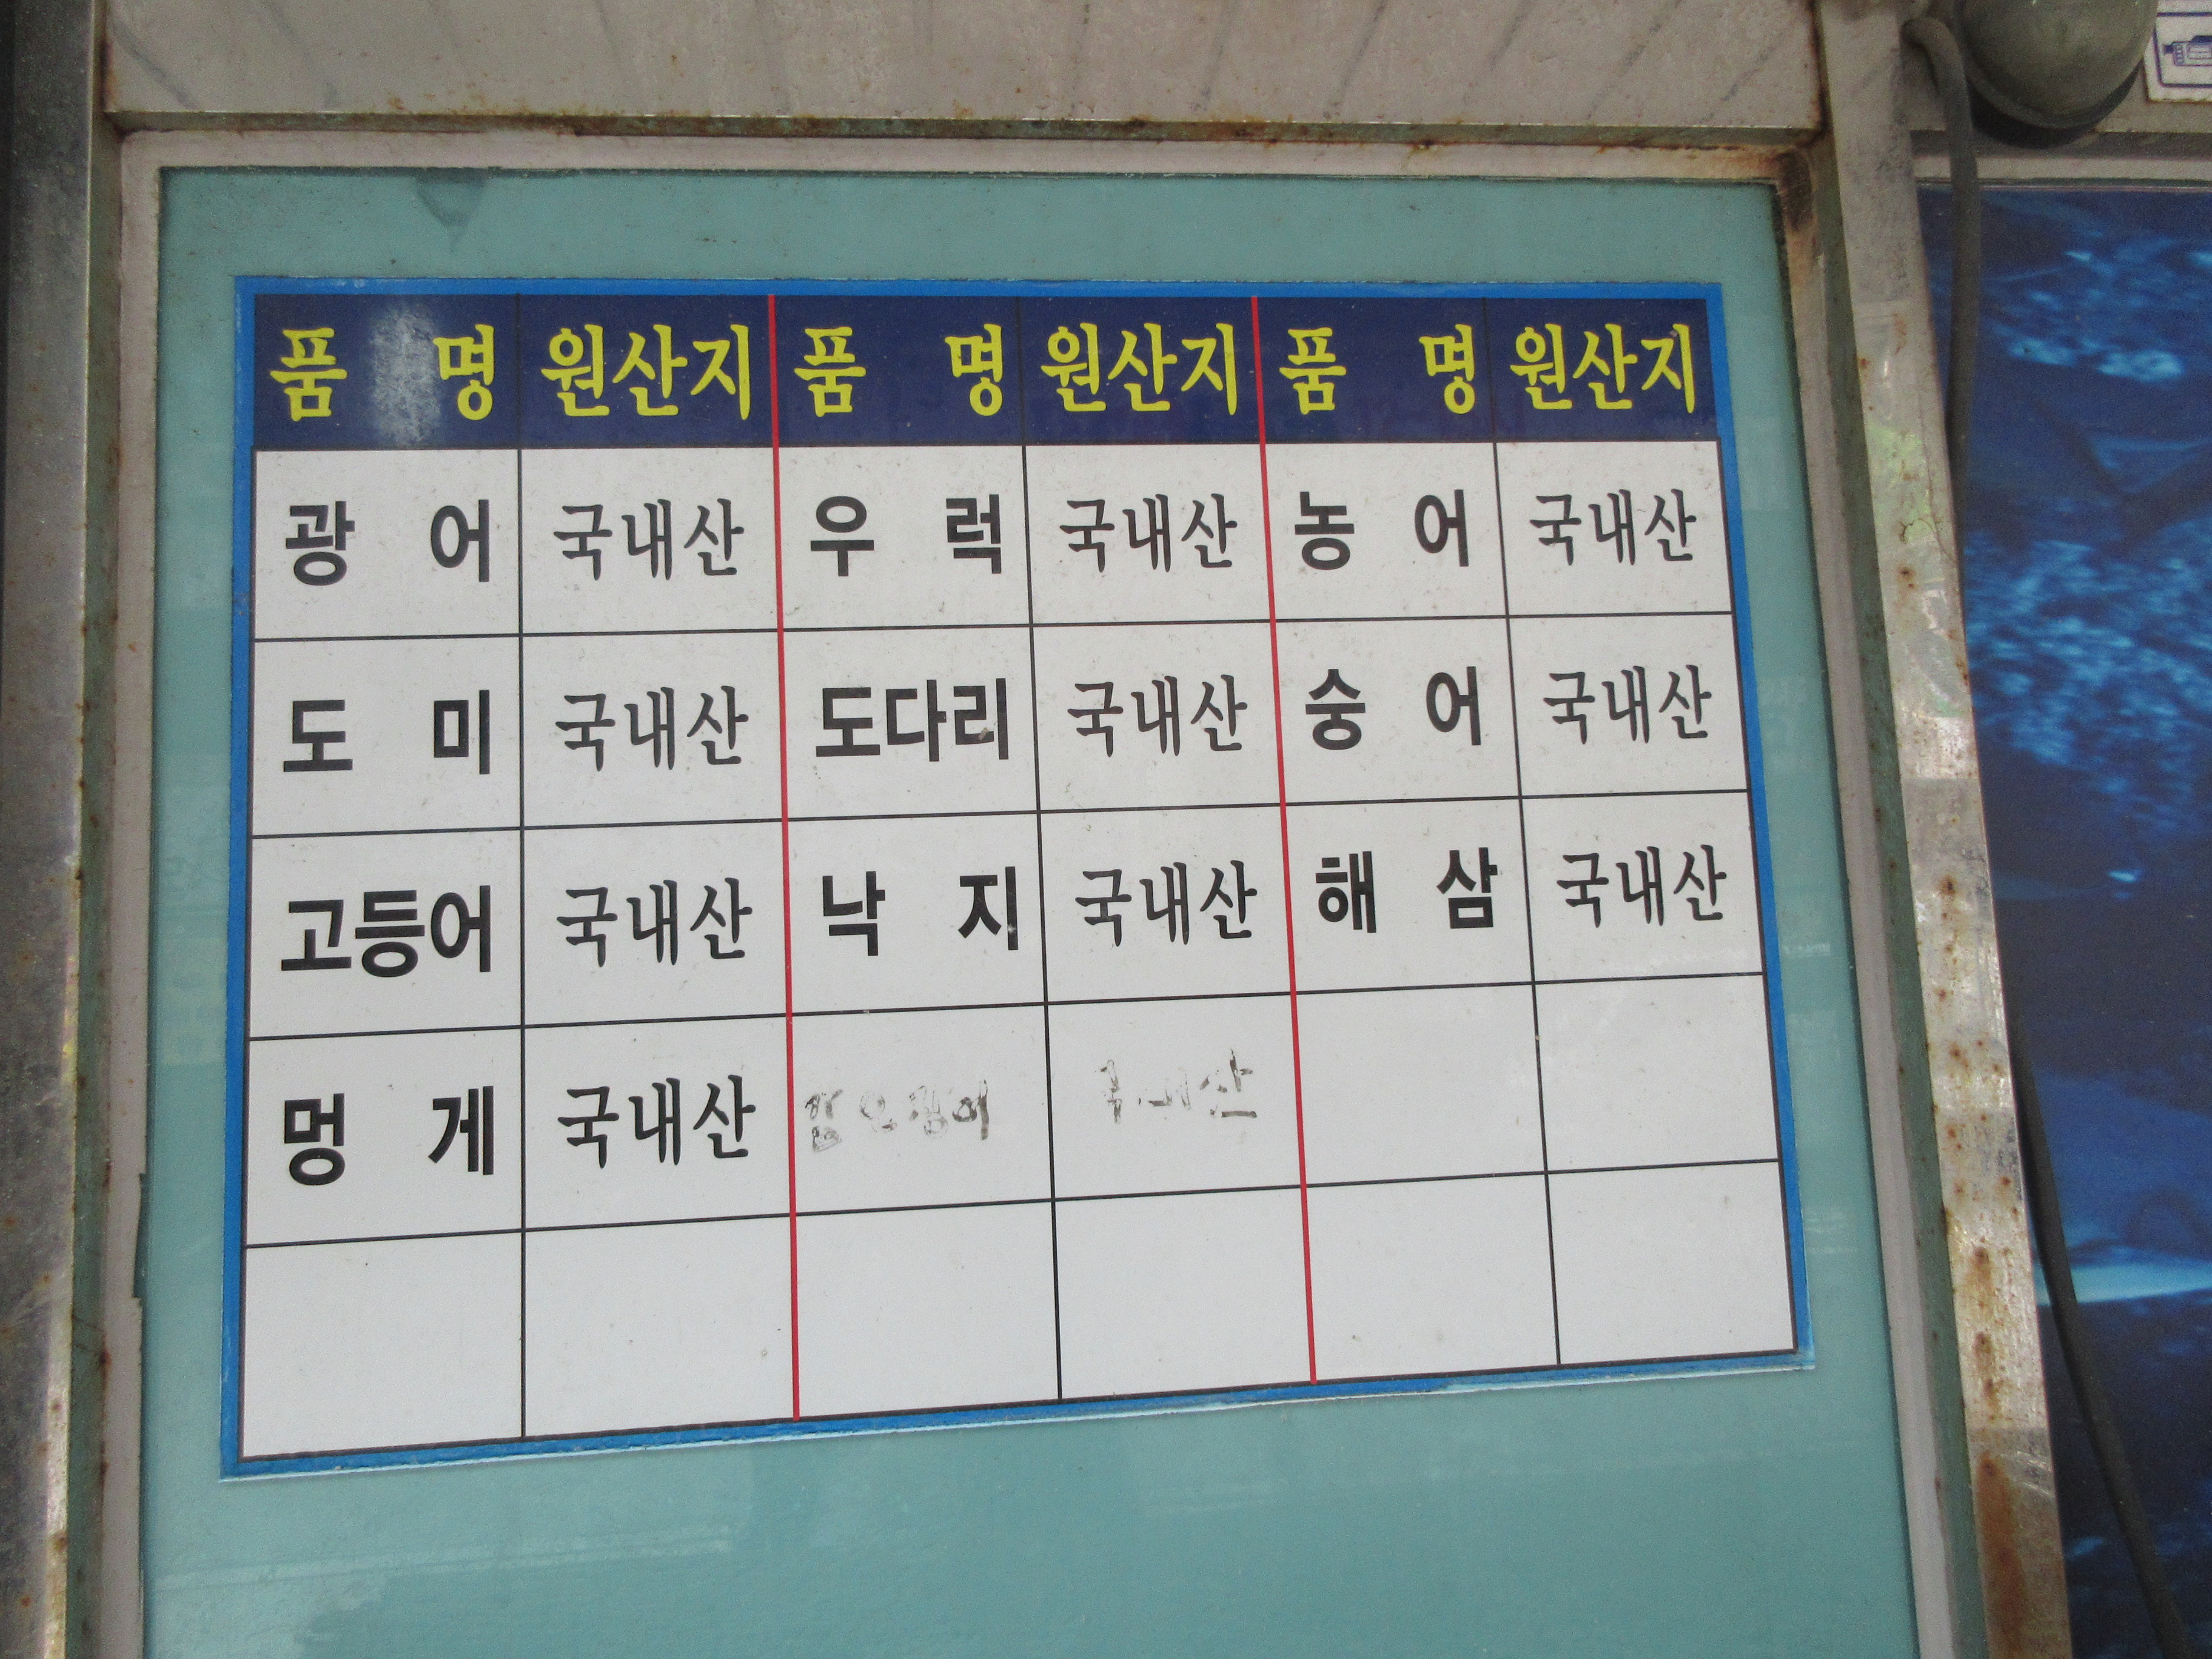 품 명 원산지 품 명 원산지 품 명 원산지
광 어 국내산 우 럭 국내산 농 어 국내산
도 미 국내산 도다리 국내산 숭 어 국내산
고등어 국내산 낙 지 국내산 해 삼 국내산
멍 게 국내산